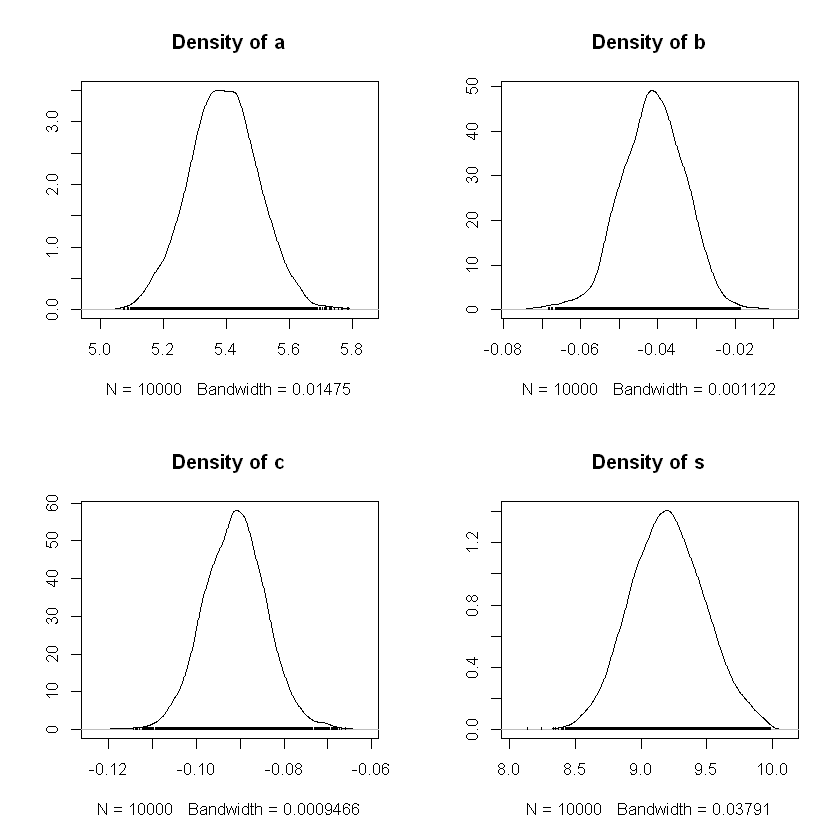 Density of a
3.0
2.0
1.0
0.0
5.0 5.2 5.4 5.6 5.8
N = 10000 Bandwidth = 0.01475
Density of b
50
40
30
20
10
0
-0.08 -0.06 -0.04 -0.02
N = 10000 Bandwidth = 0.001122
Density of c
60
50
40
30
20
10
0
-0.12 -0.10 -0.08 -0.06
N = 10000 Bandwidth = 0.0009466
Density of s
1.2
0.8
0.4
0.0
8.0 8.5 9.0 9.5 10.0
N = 10000 Bandwidth = 0.03791